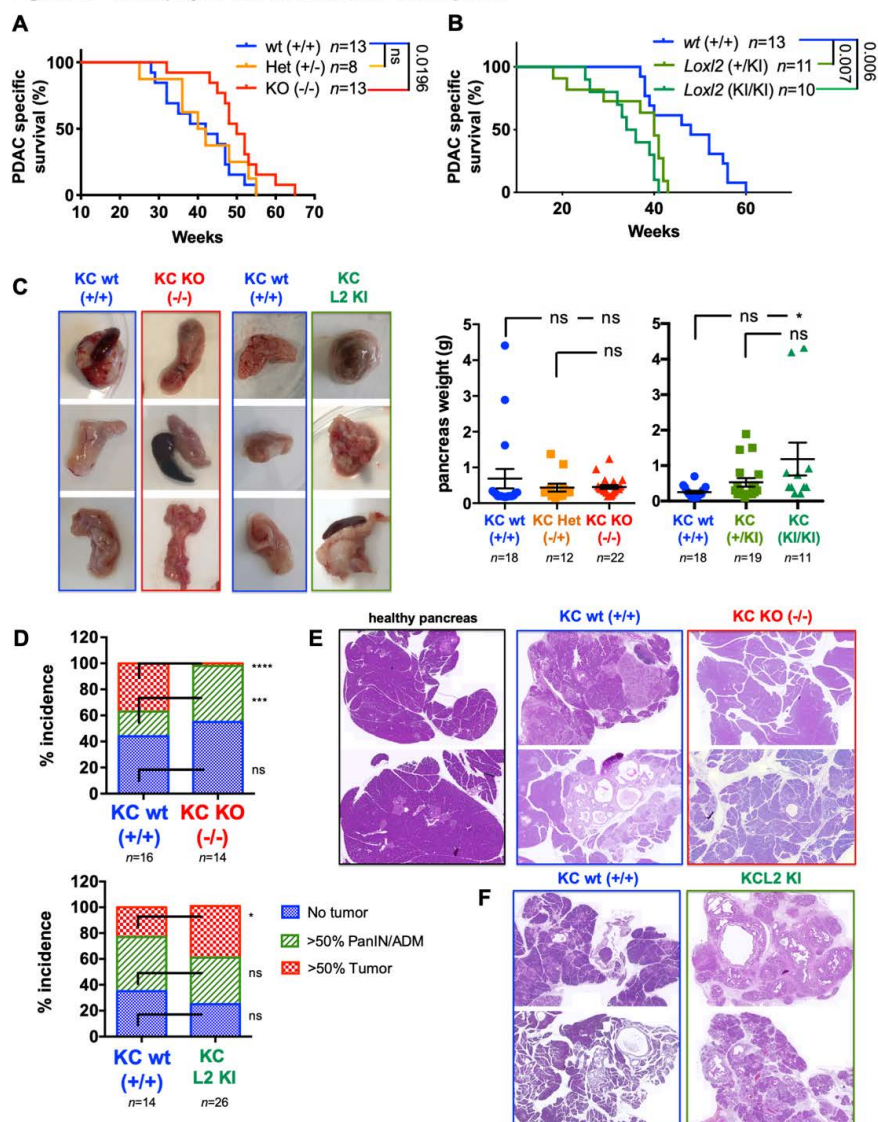 A
wt (+/+) n=13
Het (+/-) n=8
KO (-/-) n=13
ns
0.0196
PDAC specific
survival (%)
100
50
0
10 20 30 40 50 60 70
Weeks
B
wt (+/+) n=13
Loxl2 (+/KI) n=11
Loxl2 (KI/KI) n=10
0.007
0.006
PDAC specific
survival (%)
100
50
0
20 40 60
Weeks
C
KC wt
(+/+)
KC KO
(-/-)
KC wt
(+/+)
KC
L2 KI
pancreas weight (g)
5
4
3
2
1
0
ns ns
ns
KC wt
(+/+)
n=18
KC Het
(-/+)
n=12
KC KO
(-/-)
n=22
5
4
3
2
1
0
ns *
ns
KC wt
(+/+)
n=18
KC
(+/KI)
n=19
KC
(KI/KI)
n=11
D
% incidence
120
100
80
60
40
20
0
****
***
ns
KC wt
(+/+)
n=16
KC KO
(-/-)
n=14
% incidence
120
100
80
60
40
20
0
*
ns
ns
KC wt
(+/+)
n=14
KC
L2 KI
n=26
No tumor
>50% PanIN/ADM
>50% Tumor
E
healthy pancreas
KC wt (+/+)
KC KO (-/-)
F
KC wt (+/+)
KCL2 KI